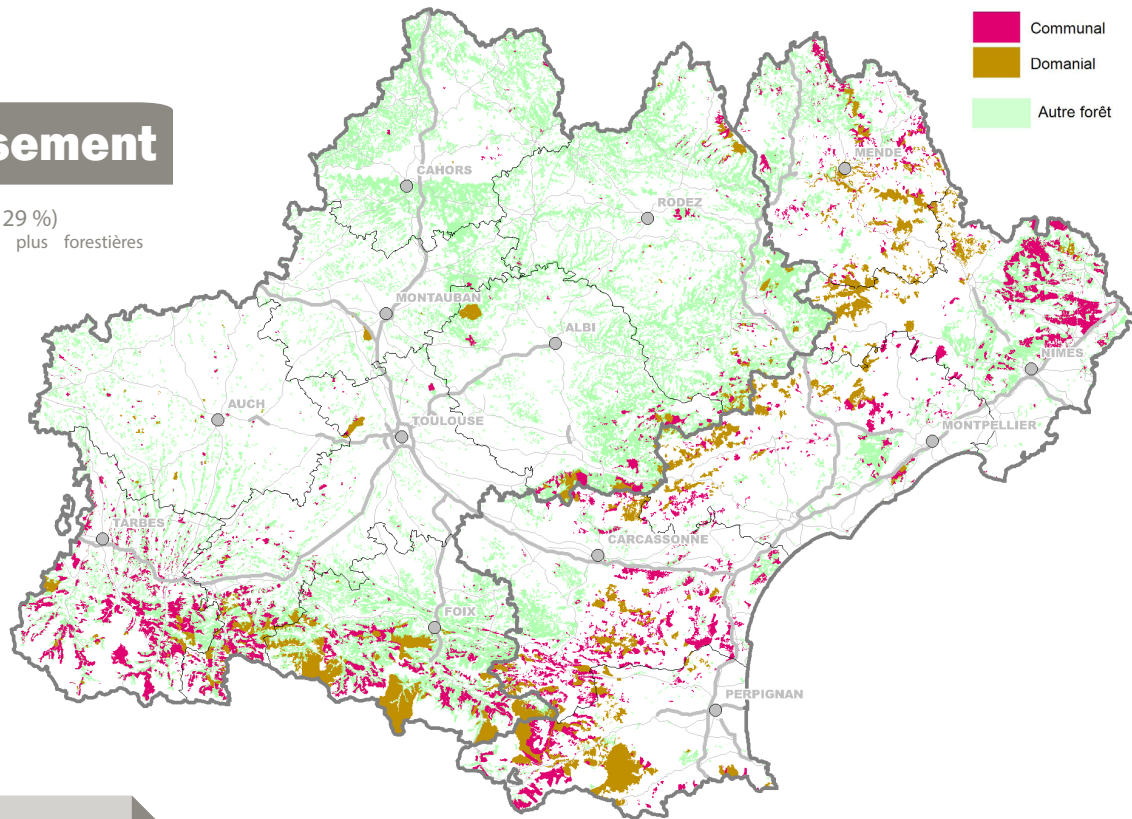 Communal
Domanial
Autre forêt
sement
29 %)
plus forestières
CAHORS
MENDE
RODEZ
MONTAUBAN
ALBI
NIMES
AUCH
TOULOUSE
MONTPELLIER
TARBES
CARCASSONNE
FOIX
PERPIGNAN